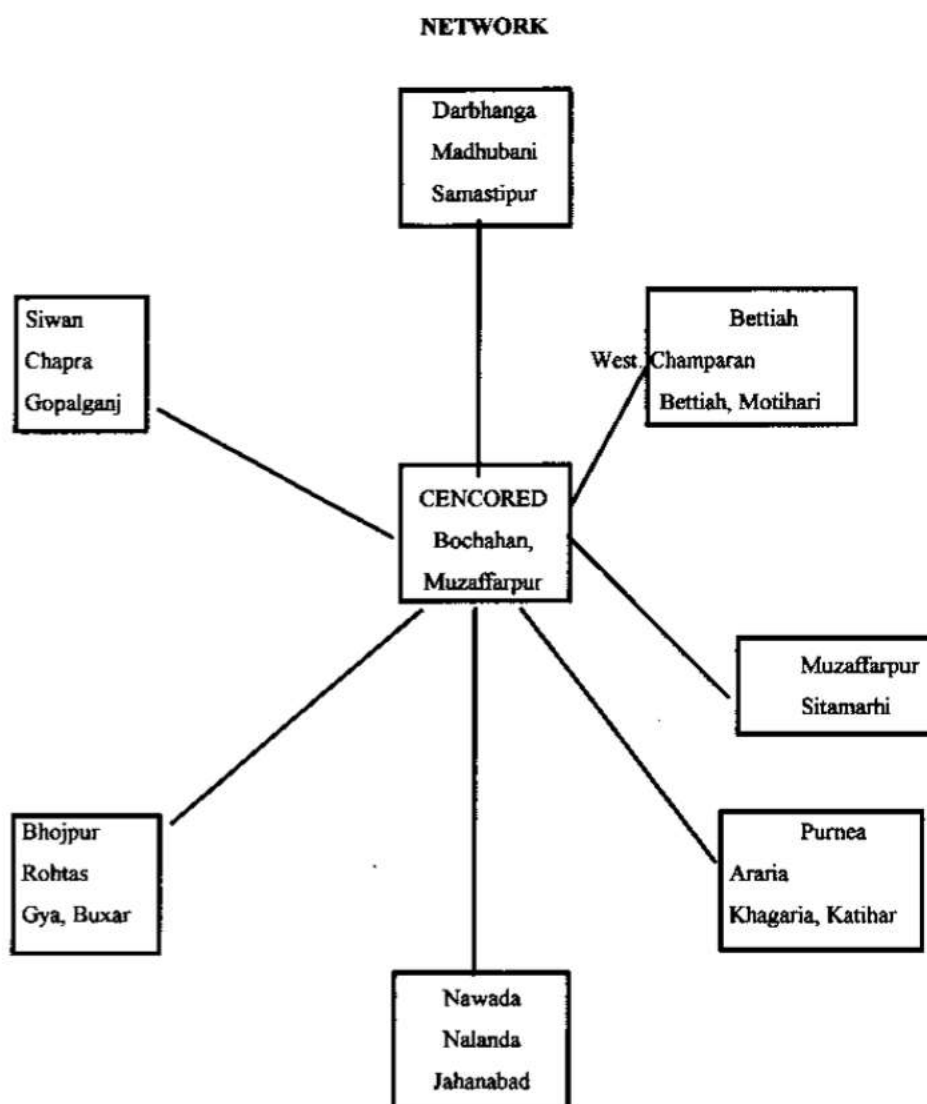 NETWORK
Darbhanga
Madhubani
Samastipur
Siwan
Chapra
Gopalganj
Bettiah
West. Champaran
Bettiah, Motihari
CENCORED
Bochahan,
Muzaffarpur
Muzaffarpur
Sitamarhi
Bhojpur
Rohtas
Gya, Buxar
Purnea
Araria
Khagaria, Katihar
Nawada
Nalanda
Jahanabad